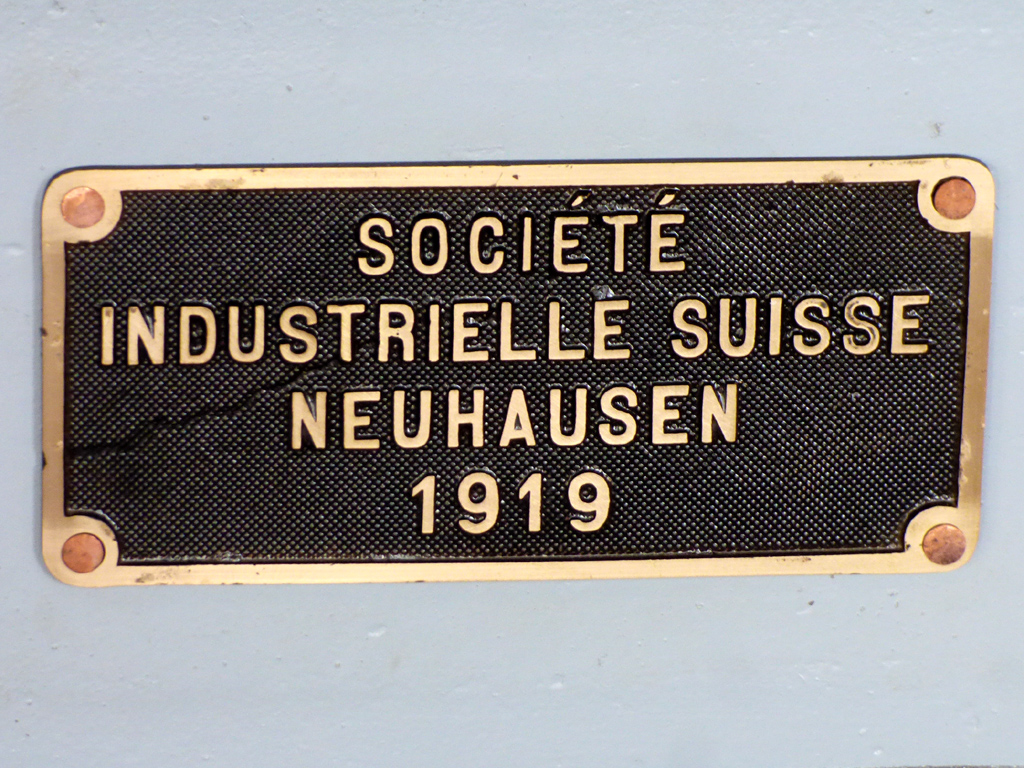 SOCIÉTÉ
INDUSTRIELLE SUISSE
NEUHAUSEN
1919